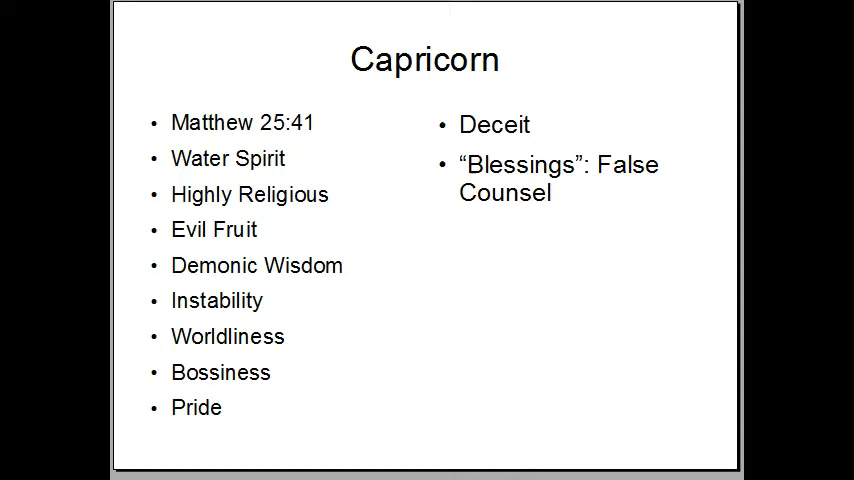 Capricorn
• Matthew 25:41
• Water Spirit
• Highly Religious
• Evil Fruit
• Demonic Wisdom
• Instability
• Worldliness
• Bossiness
• Pride
• Deceit
• “Blessings”: False
Counsel